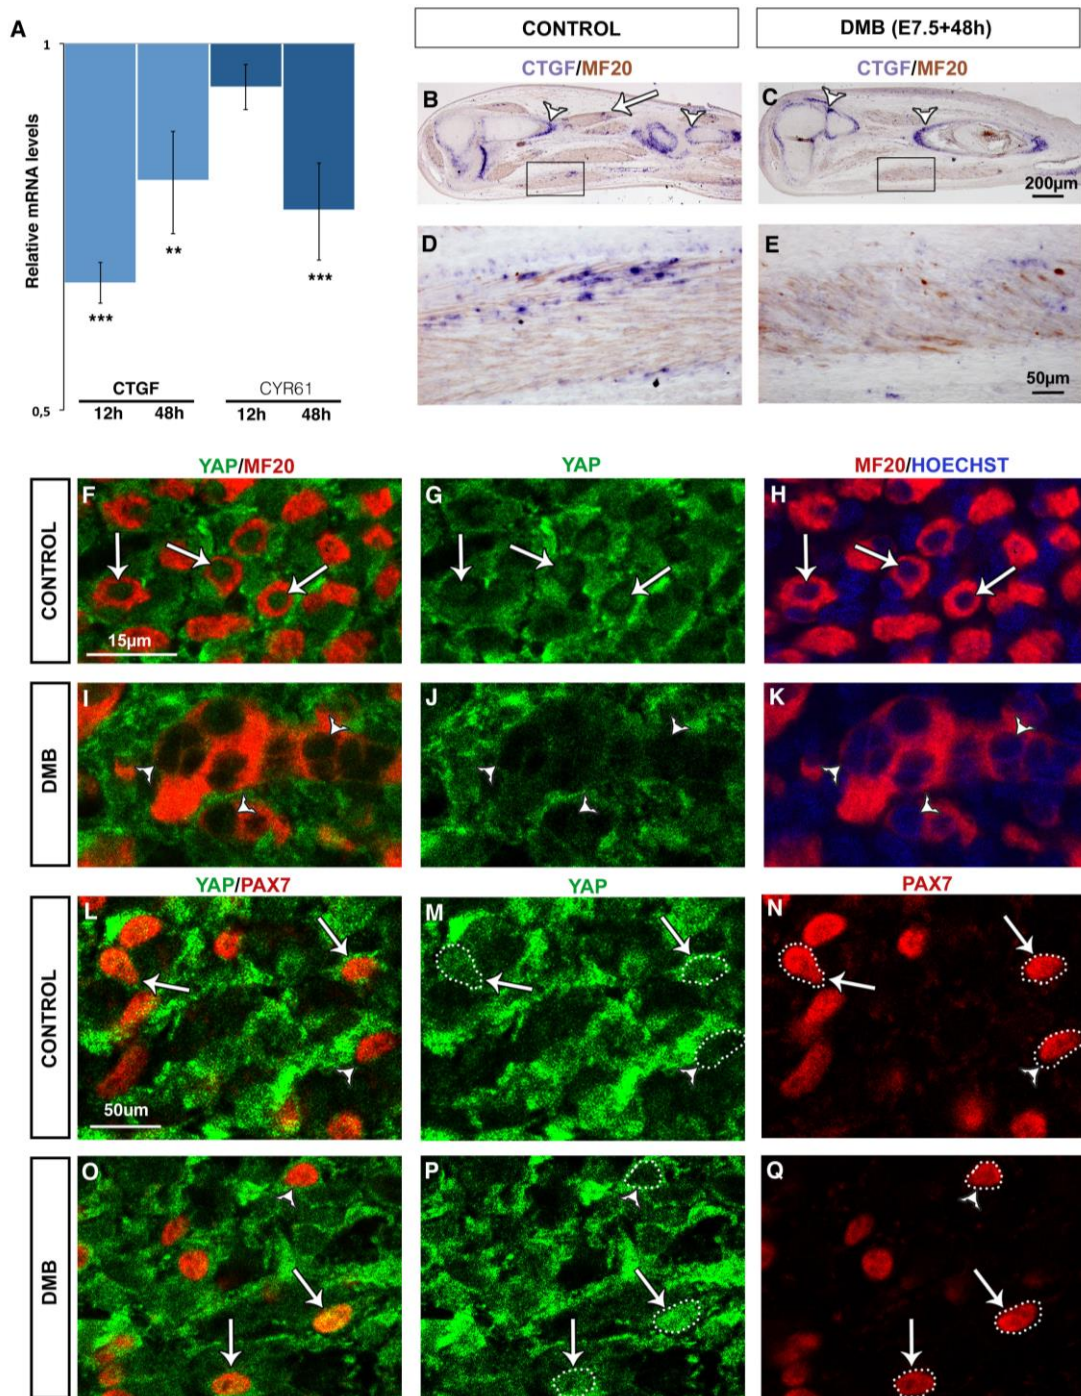 A
1
Relative mRNA levels
***
**
***
CTGF
CYR61
12h
48h
12h
48h
0,5
CONTROL
DMB (E7.5+48h)
CTGF/MF20
CTGF/MF20
B
C
200µm
D
E
50µm
YAP/MF20
YAP
MF20/HOECHST
CONTROL
F
G
H
15µm
DMB
I
J
K
YAP/PAX7
YAP
PAX7
CONTROL
L
M
N
50um
DMB
O
P
Q